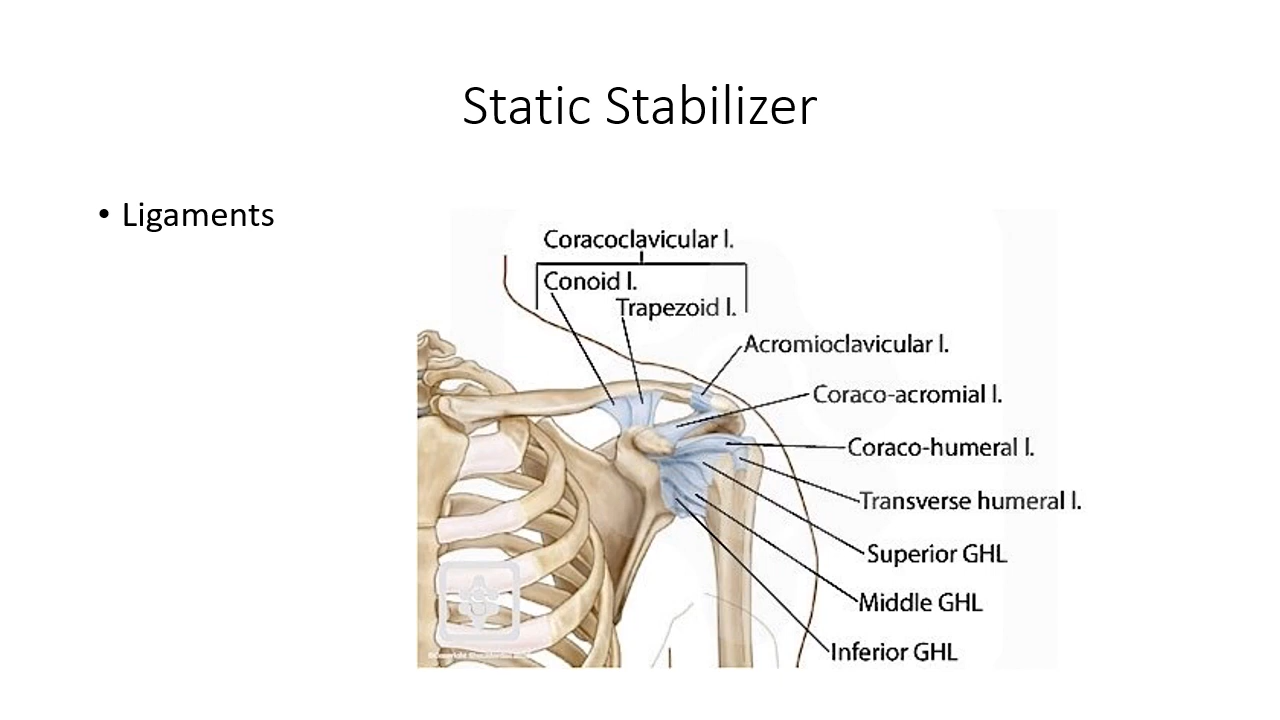 Static Stabilizer
• Ligaments
Coracoclavicular l.
Conoid l.
Trapezoid l.
Acromioclavicular l.
Coraco-acromial l.
Coraco-humeral l.
Transverse humeral l.
Superior GHL
Middle GHL
Inferior GHL